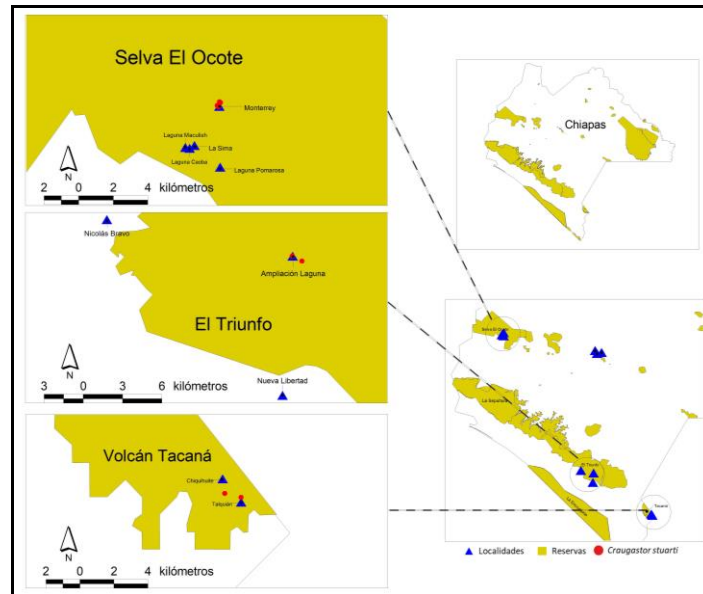 Selva El Ocote
Monterrey
Laguna Maculish
La Sima
Laguna Ceeba
Laguna Pomarosa
N
2 0 2 4
kilómetros
Nicolás Bravo
Ampliación Laguna
El Triunfo
Nueva Libertad
N
3 0 3 6 kilómetros
Volcán Tacaná
Chiquihuite
Talquián
N
2 0 2 4
kilómetros
Chiapas
Selva El Ocote
La Sepultura
El Triunfo
Tacaná
Localidades Reservas Craugastor stuarti